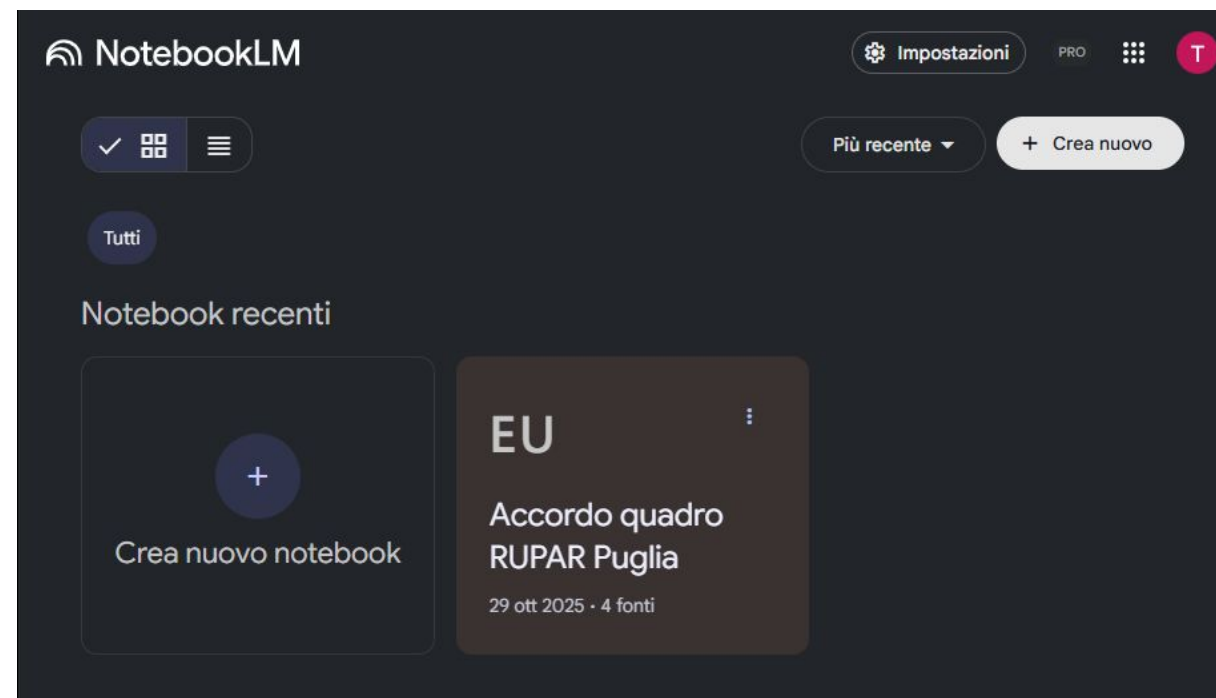 NotebookLM
Impostazioni
PRO
T
Più recente
+ Crea nuovo
Tutti
Notebook recenti
+
Crea nuovo notebook
EU
Accordo quadro
RUPAR Puglia
29 ott 2025 · 4 fonti